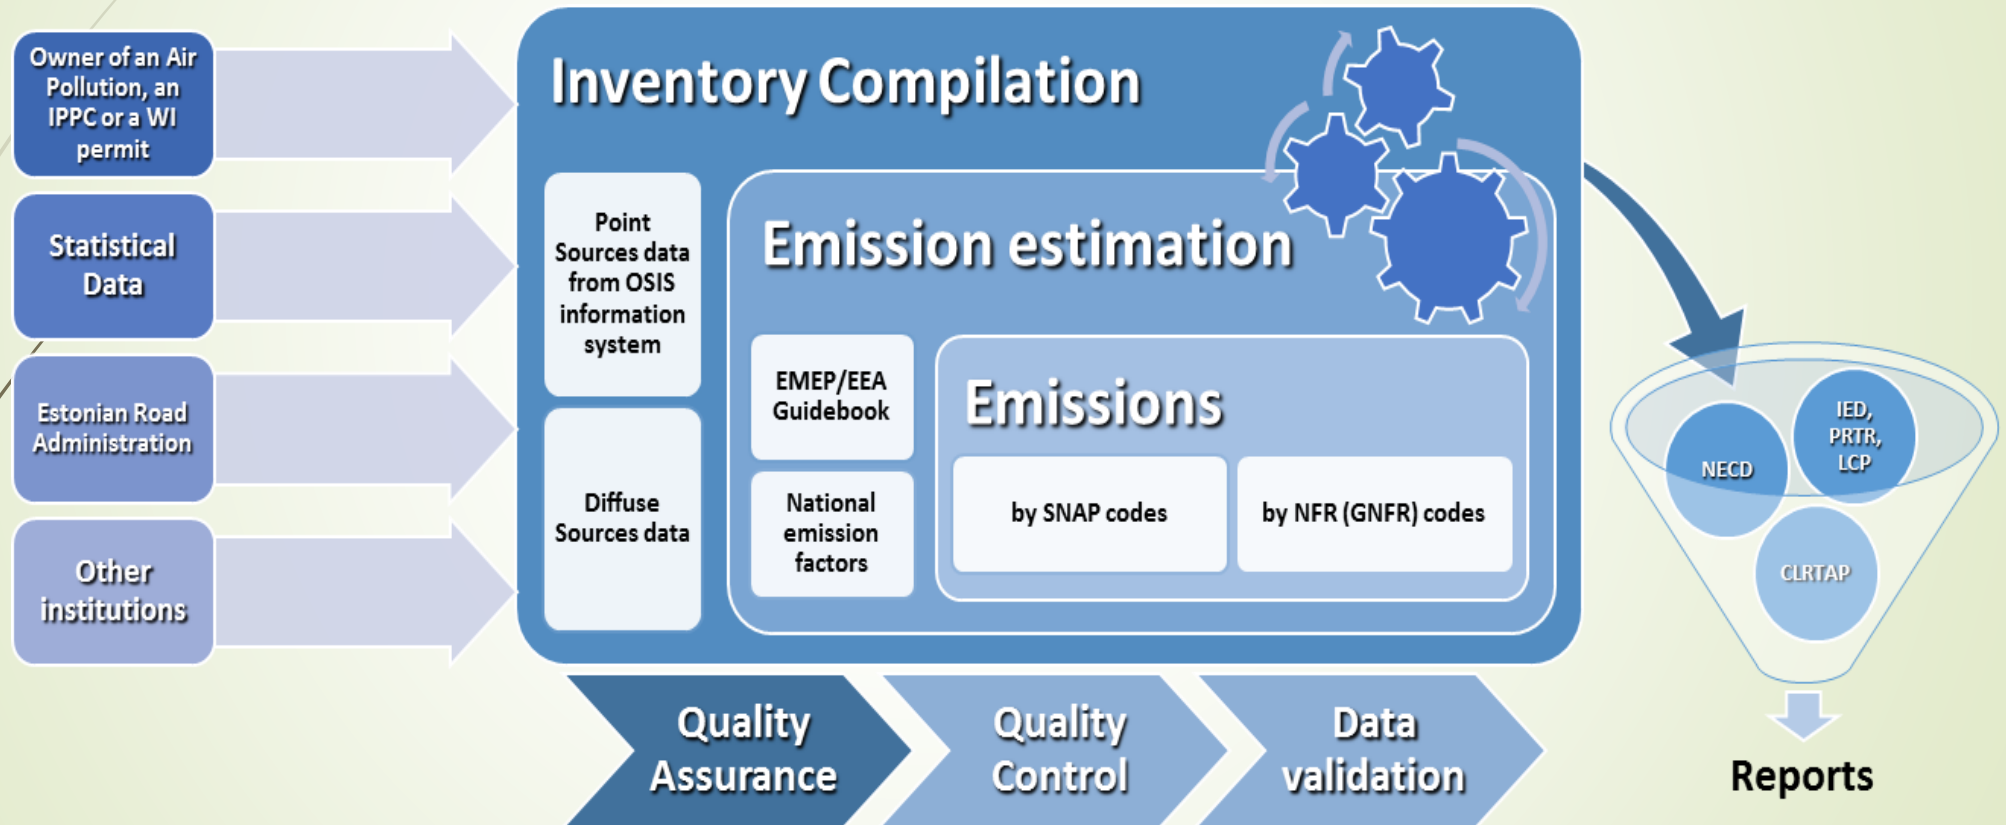 Owner of an Air
Pollution, an
IPPC or a WI
permit
Statistical
Data
Estonian Road
Administration
Other
institutions
Inventory Compilation
Point
Sources data
from OSIS
information
system
Diffuse
Sources data
Emission estimation
EMEP/EEA
Guidebook
National
emission
factors
Emissions
by SNAP codes
by NFR (GNFR) codes
Quality
Assurance
Quality
Control
Data
validation
NECD
IED,
PRTR,
LCP
CLRTAP
Reports